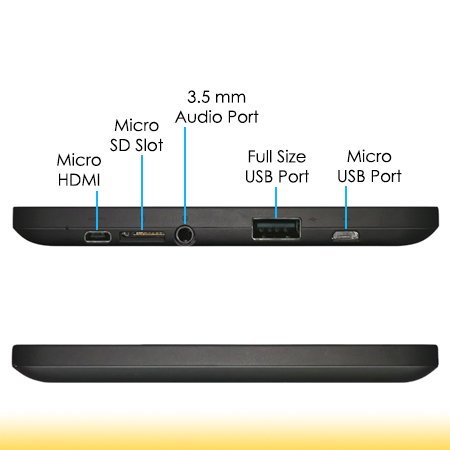 3.5 mm
Audio Port
Micro
SD Slot
Micro
HDMI
Full Size
USB Port
Micro
USB Port